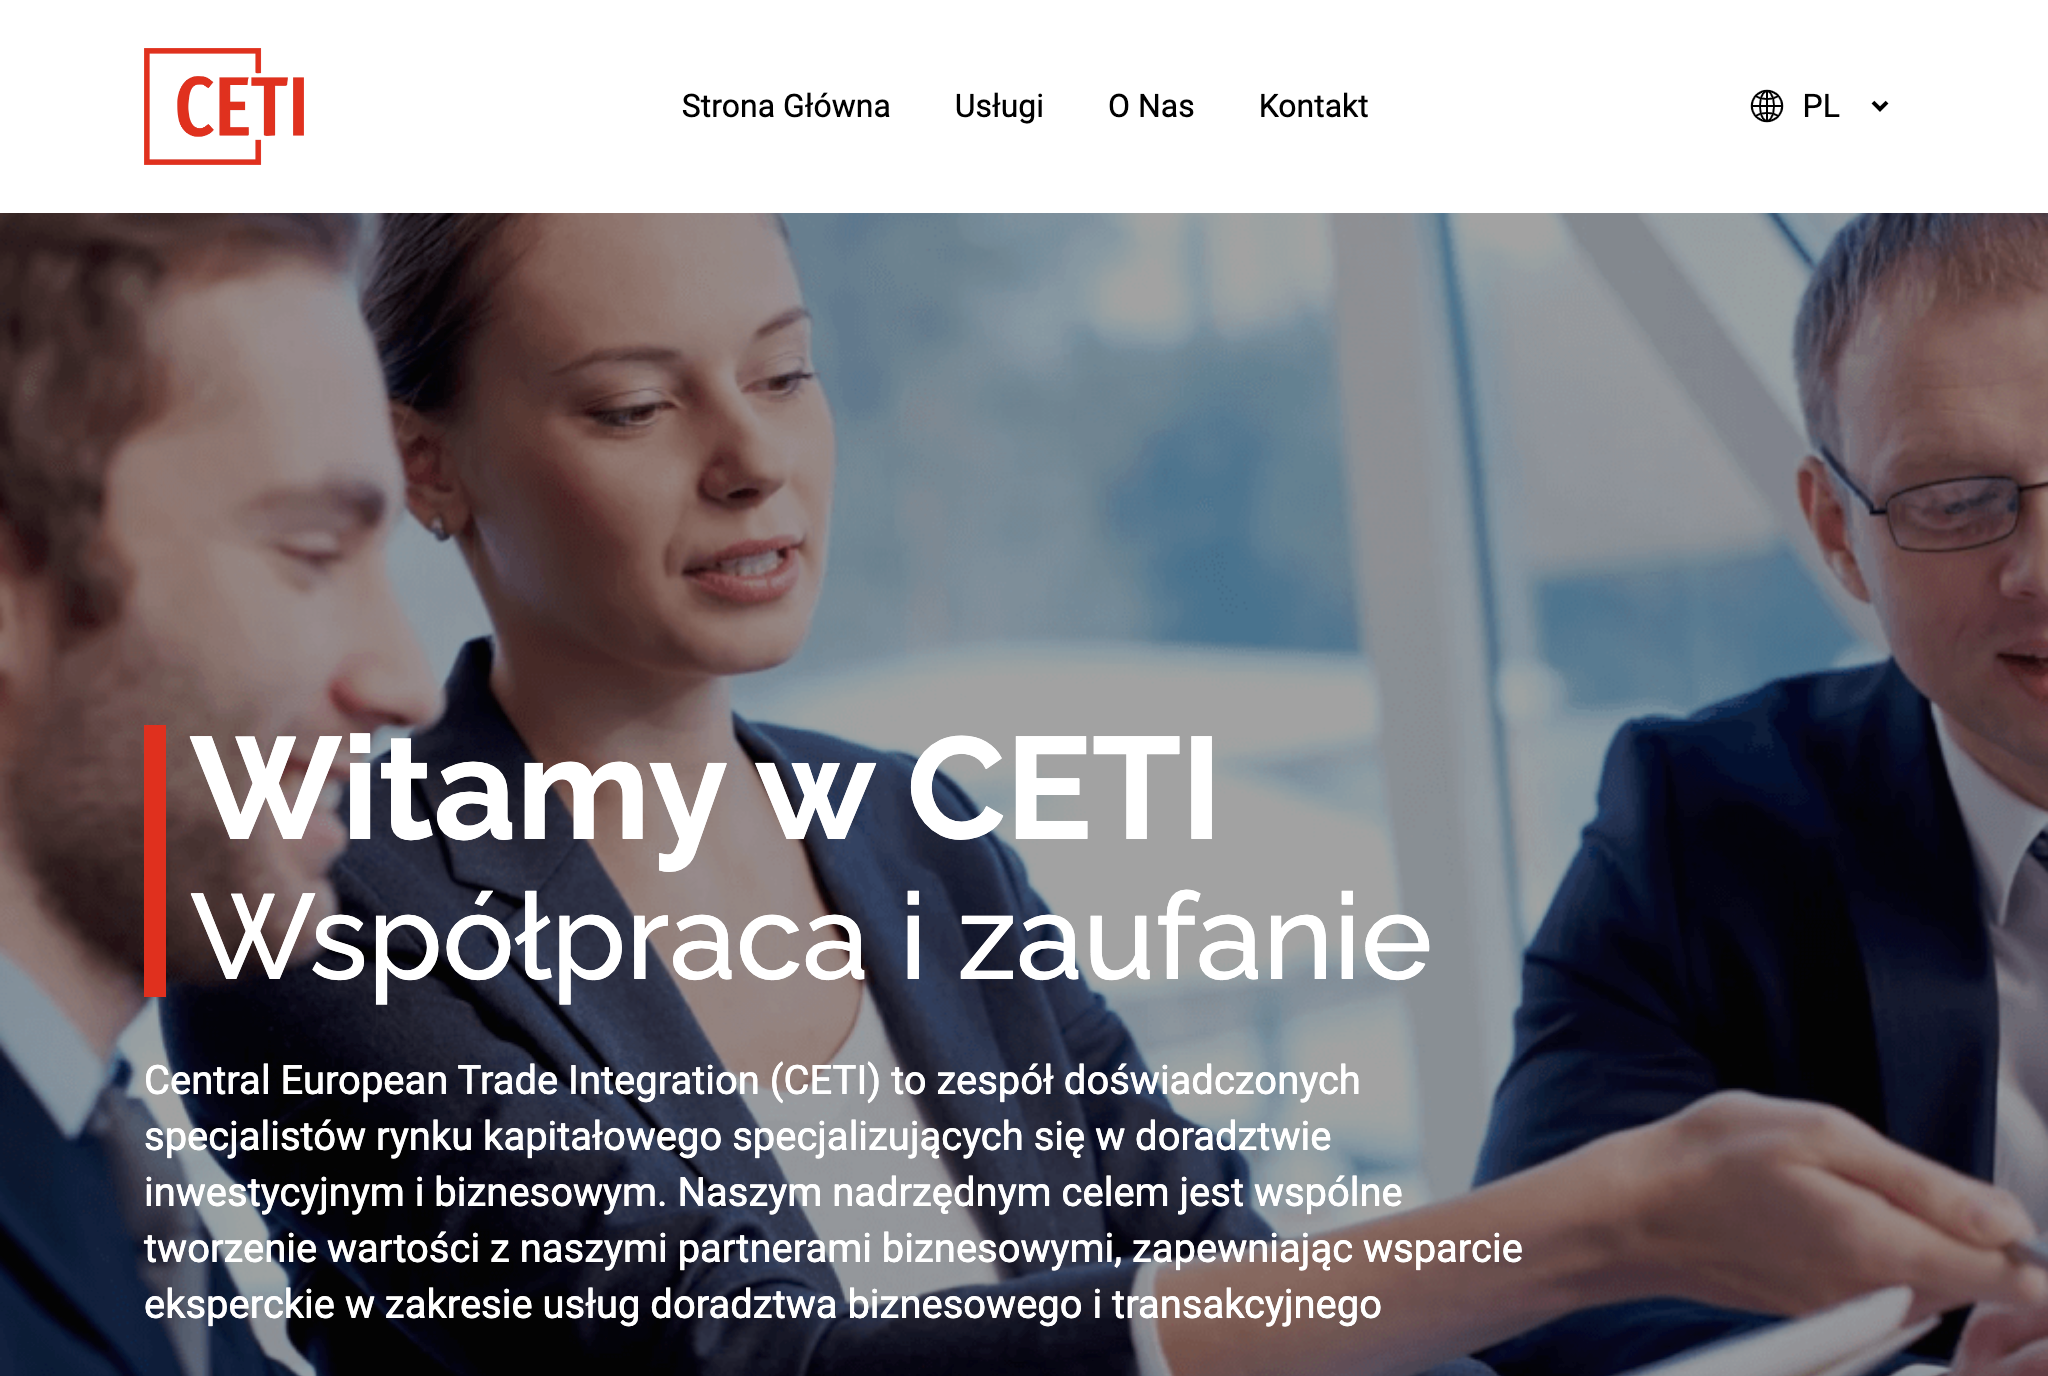 CETI
Strona Główna
Usługi
O Nas
Kontakt
PL
Witamy w CETI
Współpraca i zaufanie
Central European Trade Integration (CETI) to zespół doświadczonych
specjalistów rynku kapitałowego specjalizujących się w doradztwie
inwestycyjnym i biznesowym. Naszym nadrzędnym celem jest wspólne
tworzenie wartości z naszymi partnerami biznesowymi, zapewniając wsparcie
eksperckie w zakresie usług doradztwa biznesowego i transakcyjnego